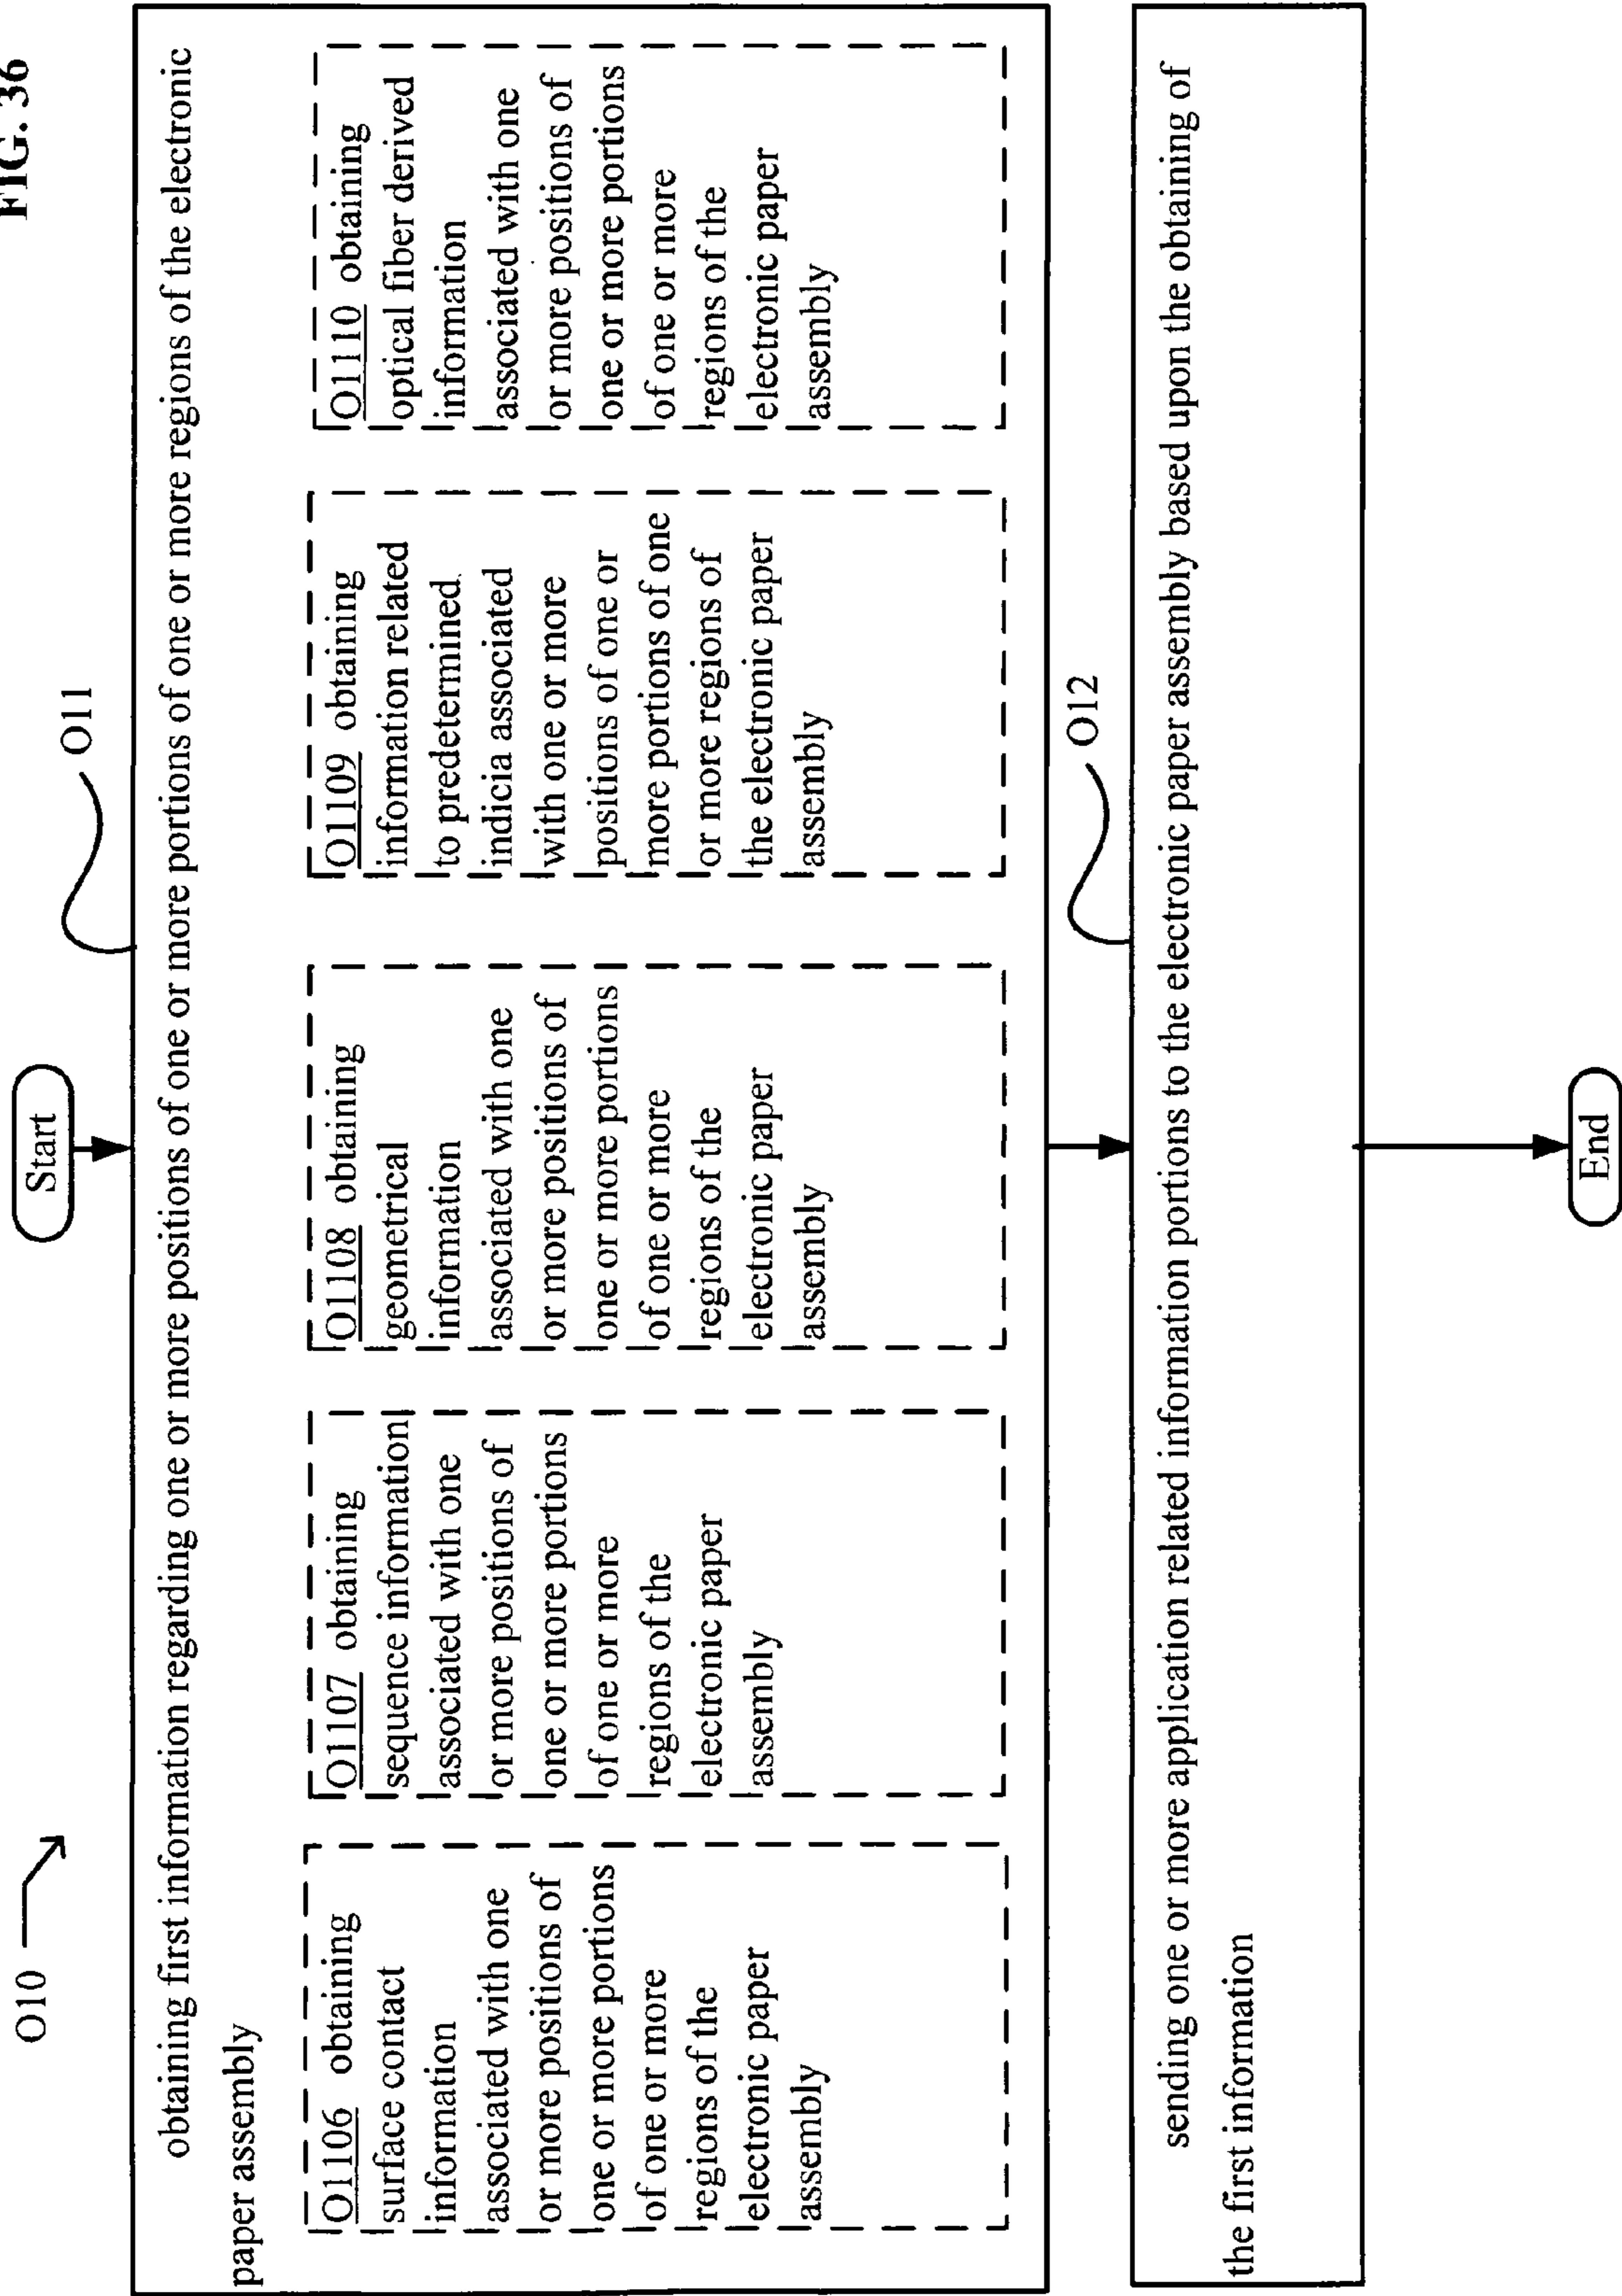 FIG. 36
O10
Start
O11
obtaining first information regarding one or more positions of one or more portions of one or more regions of the electronic
paper assembly
O1106 obtaining
surface contact
information
associated with one
or more positions of
one or more portions
of one or more
regions of the
electronic paper
assembly
O1107 obtaining
sequence information
associated with one
or more positions of
one or more portions
of one or more
regions of the
electronic paper
assembly
O1108 obtaining
geometrical
information
associated with one
or more positions of
one or more portions
of one or more
regions of the
electronic paper
assembly
O1109 obtaining
information related
to predetermined
indicia associated
with one or more
positions of one or
more portions of one
or more regions of
the electronic paper
assembly
O1110 obtaining
optical fiber derived
information
associated with one
or more positions of
one or more portions
of one or more
regions of the
electronic paper
assembly
O12
sending one or more application related information portions to the electronic paper assembly based upon the obtaining of
the first information
End